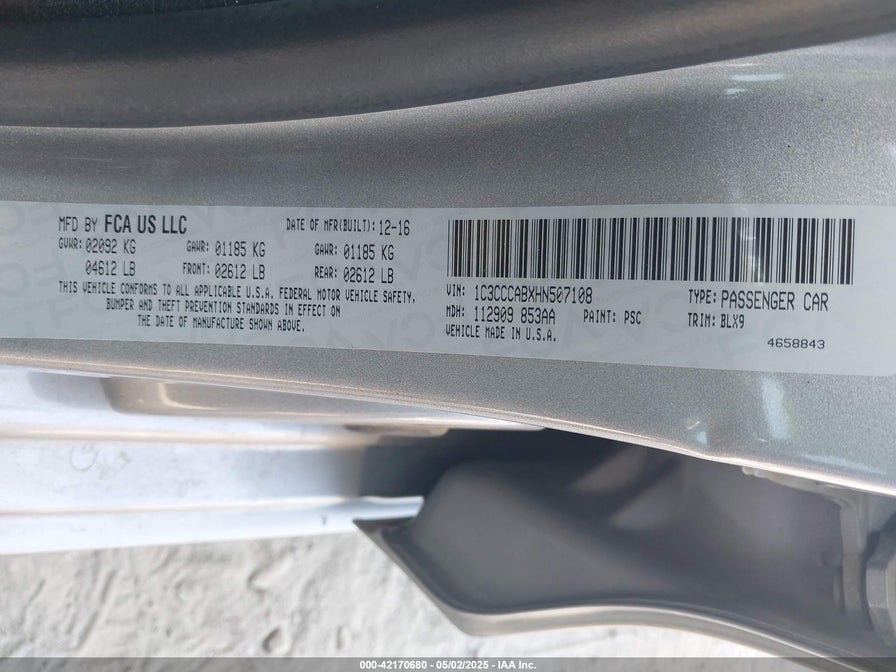 MFD BY FCA US LLC DATE OF MFR(BUILT): 12-16
GVWR: 02092 KG GAWR: 01185 KG GAWR: 01185 KG
04612 LB FRONT: 02612 LB REAR: 02612 LB
THIS VEHICLE CONFORMS TO ALL APPLICABLE U.S.A. FEDERAL MOTOR VEHICLE SAFETY,
BUMPER AND THEFT PREVENTION STANDARDS IN EFFECT ON
THE DATE OF MANUFACTURE SHOWN ABOVE.
VIN: 1C3CCCABXHN507108 TYPE: PASSENGER CAR
MDH: 112909 853AA PAINT: PSC TRIM: BLX9
VEHICLE MADE IN U.S.A.
4658843
000-42170680 - 05/02/2025 - IAA Inc.